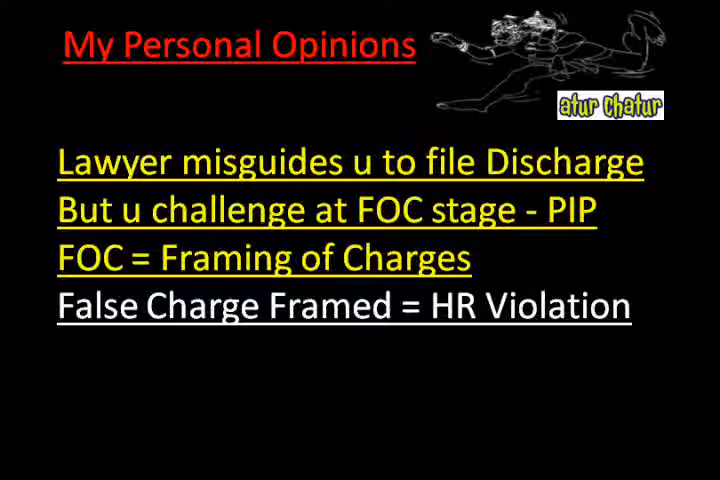 My Personal Opinions
atur chatur
Lawyer misguides u to file Discharge
But u challenge at FOC stage - PIP
FOC = Framing of Charges
False Charge Framed = HR Violation